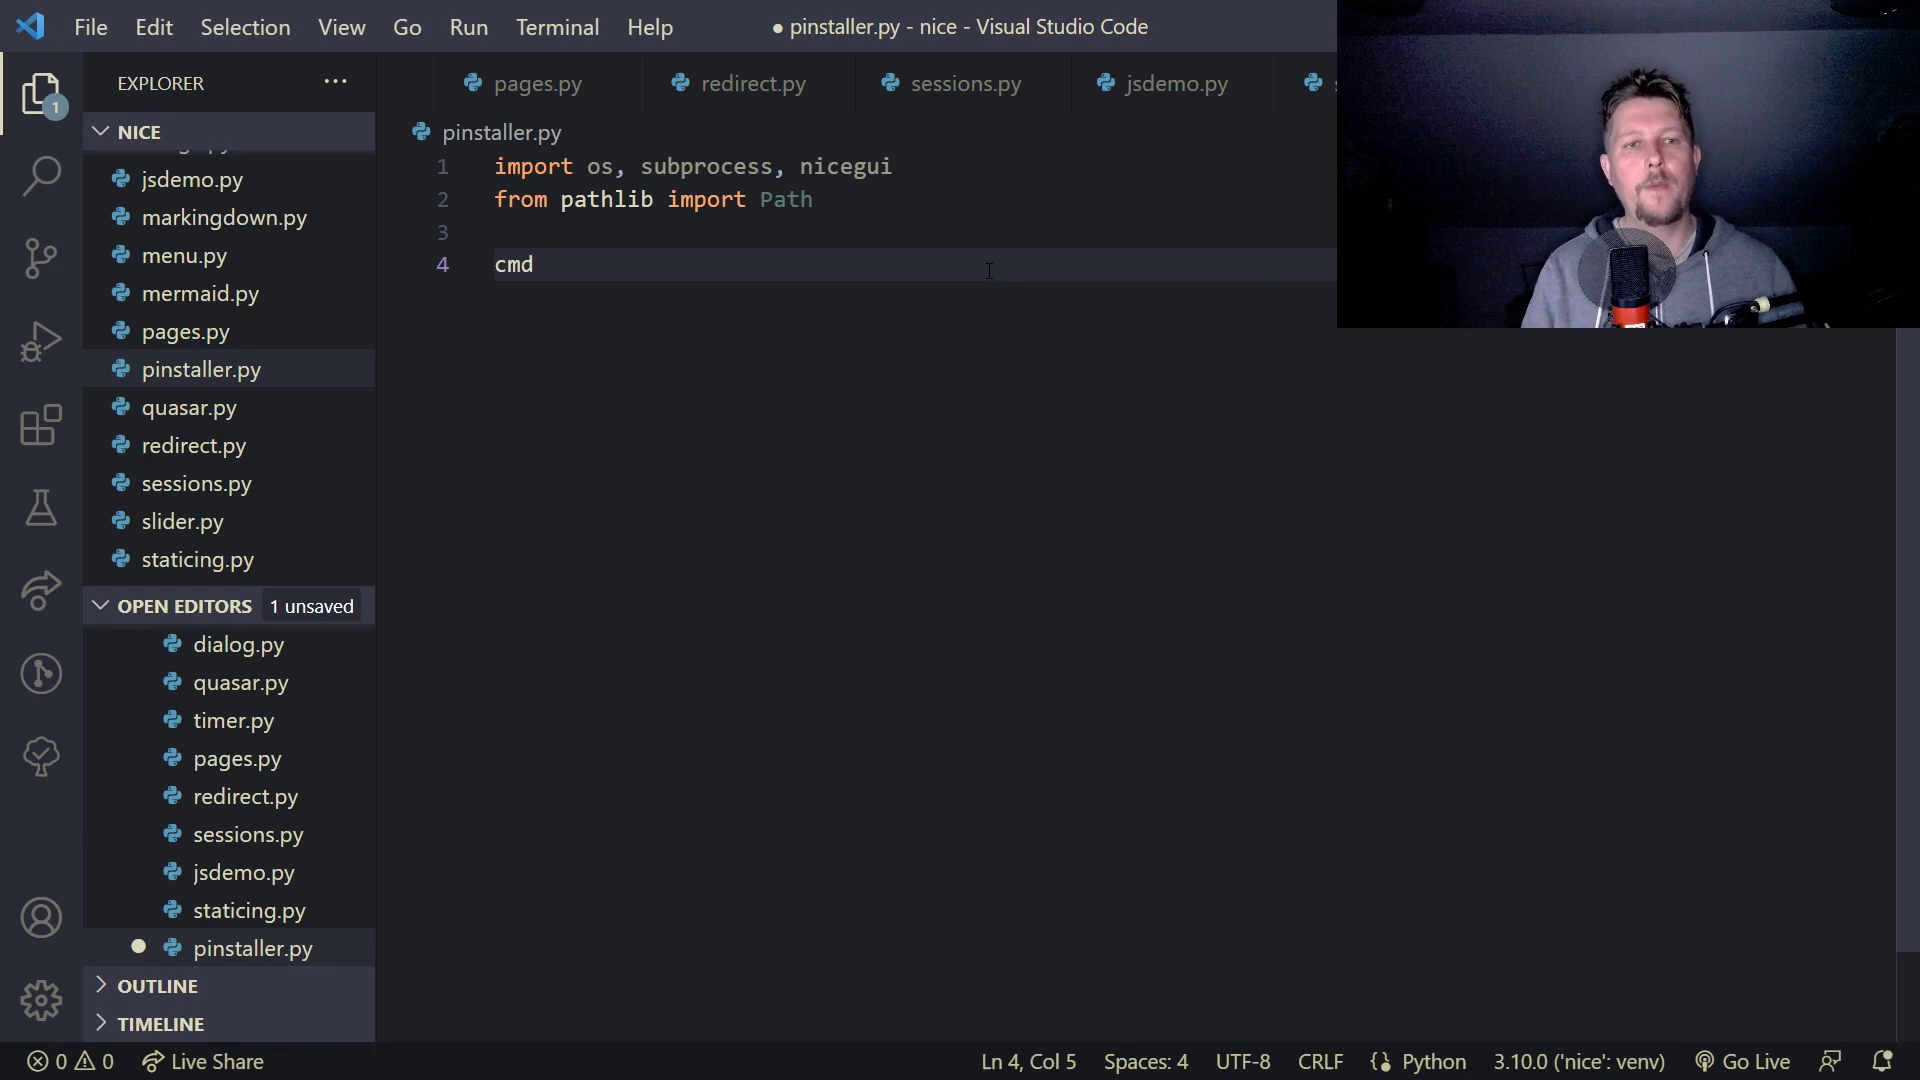 File Edit Selection View Go Run Terminal Help
● pinstaller.py - nice - Visual Studio Code
EXPLORER
pages.py redirect.py sessions.py jsdemo.py
1
NICE
jsdemo.py
markingdown.py
menu.py
mermaid.py
pages.py
pinstaller.py
quasar.py
redirect.py
sessions.py
slider.py
staticing.py
OPEN EDITORS 1 unsaved
dialog.py
quasar.py
timer.py
pages.py
redirect.py
sessions.py
jsdemo.py
staticing.py
pinstaller.py
OUTLINE
TIMELINE
pinstaller.py
1 import os, subprocess, nicegui
2 from pathlib import Path
3
4 cmd
0 0 Live Share
Ln 4, Col 5 Spaces: 4 UTF-8 CRLF Python 3.10.0 ('nice': venv) Go Live